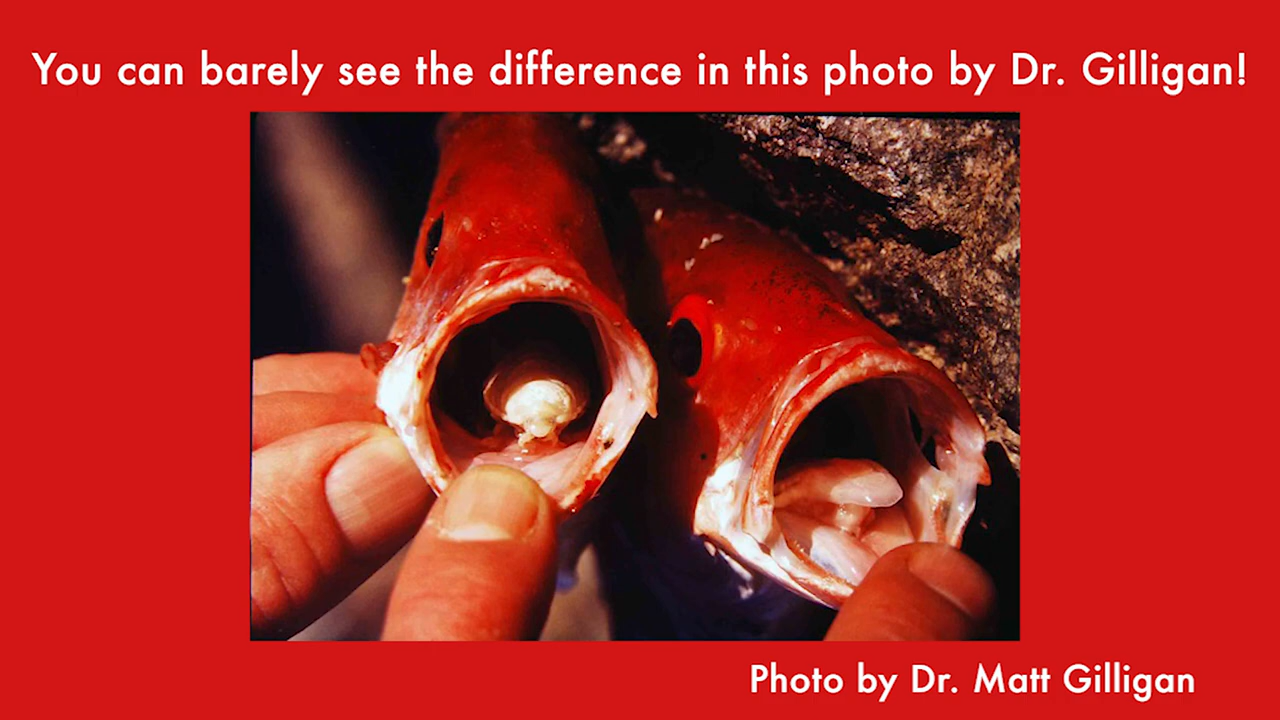 You can barely see the difference in this photo by Dr. Gilligan!
Photo by Dr. Matt Gilligan